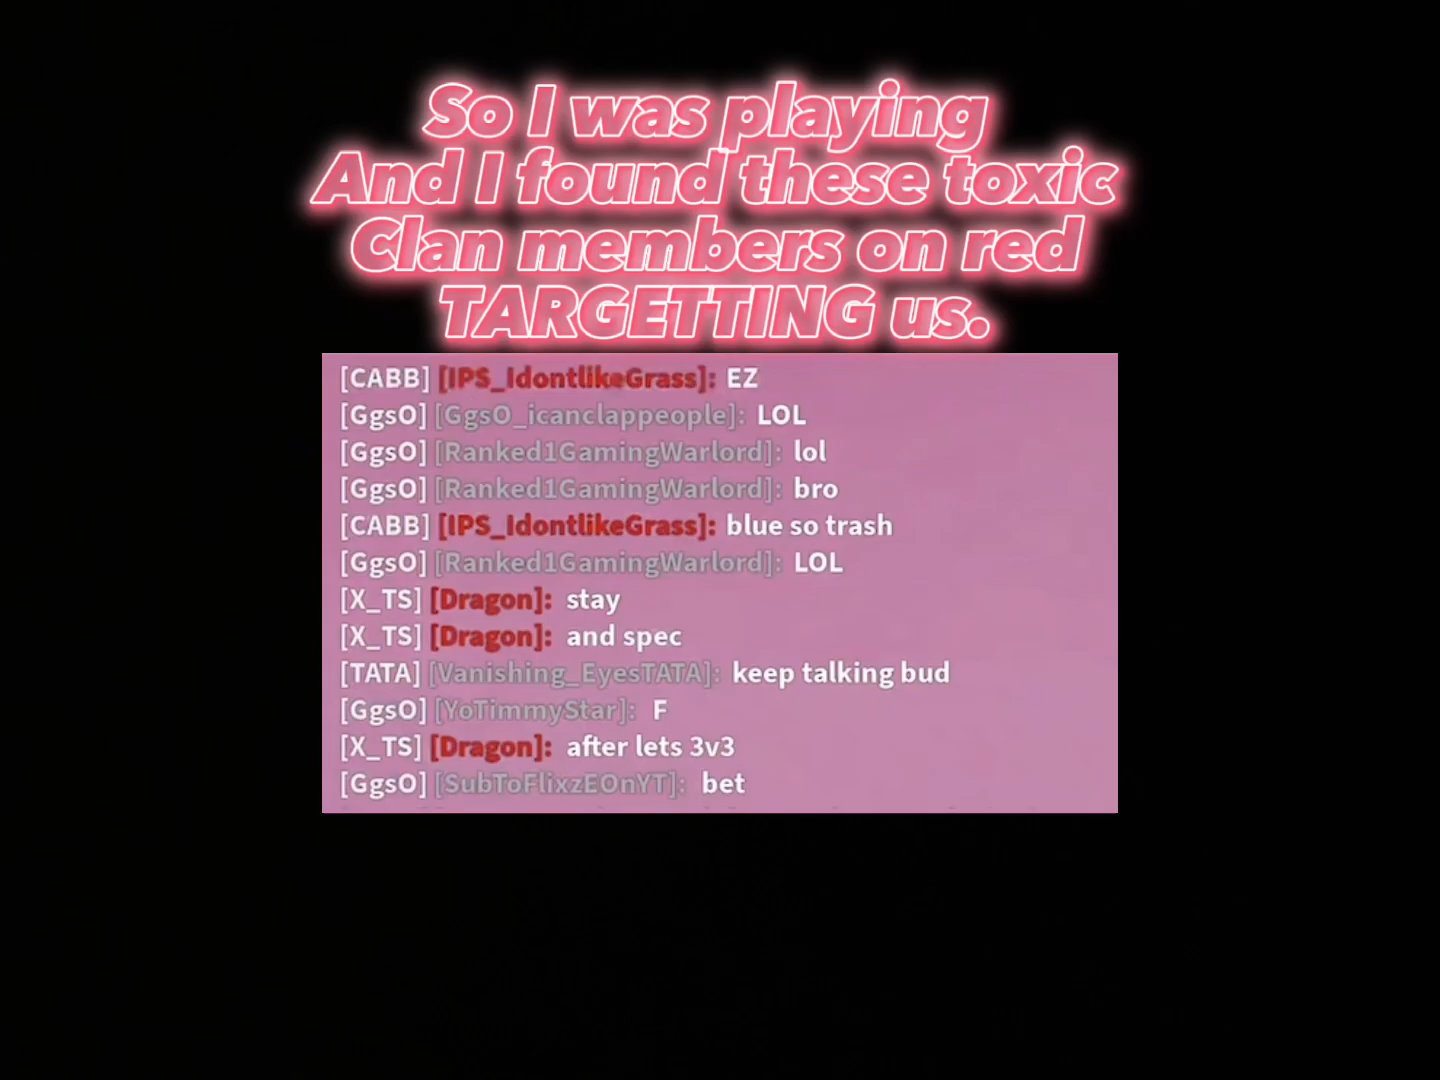 So I was playing
And I found these toxic
Clan members on red
TARGETTING us.
[CABB] [IPS_IdontlikeGrass]: EZ
[GgsO] [GgsO_icanclappeople]: LOL
[GgsO] [Ranked1GamingWarlord]: lol
[GgsO] [Ranked1GamingWarlord]: bro
[CABB] [IPS_IdontlikeGrass]: blue so trash
[GgsO] [Ranked1GamingWarlord]: LOL
[X_TS] [Dragon]: stay
[X_TS] [Dragon]: and spec
[TATA] [Vanishing_EyesTATA]: keep talking bud
[GgsO] [YoTimmyStar]: F
[X_TS] [Dragon]: after lets 3v3
[GgsO] [SubToFlixzEOnYT]: bet